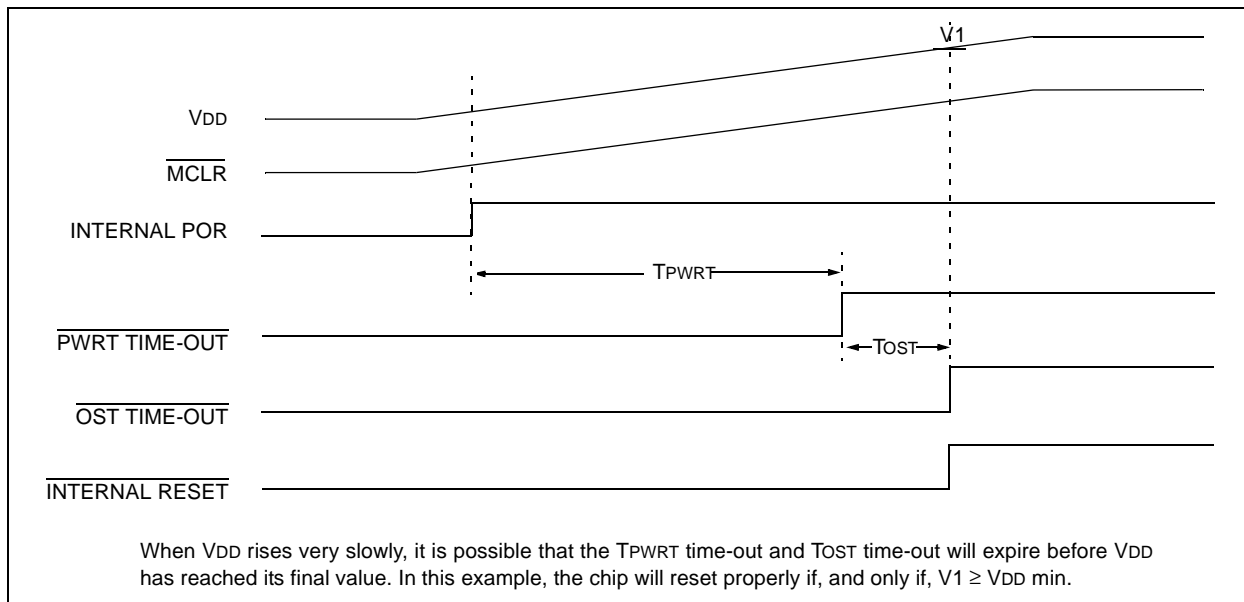 V1
VDD
MCLR
INTERNAL POR
TPWRT
PWRT TIME-OUT
TOST
OST TIME-OUT
INTERNAL RESET
When VDD rises very slowly, it is possible that the TPWRT time-out and TOST time-out will expire before VDD
has reached its final value. In this example, the chip will reset properly if, and only if, V1 ≥ VDD min.